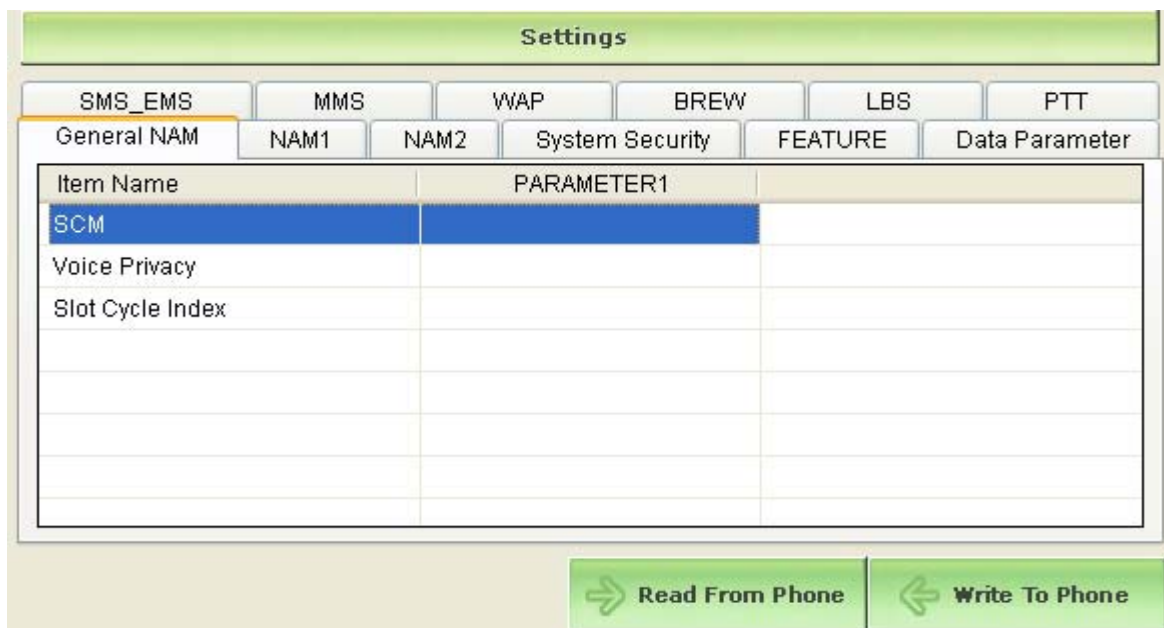 Settings
SMS_EMS MMS WAP BREW LBS PTT
General NAM NAM1 NAM2 System Security FEATURE Data Parameter
Item Name PARAMETER1
SCM
Voice Privacy
Slot Cycle Index
Read From Phone Write To Phone